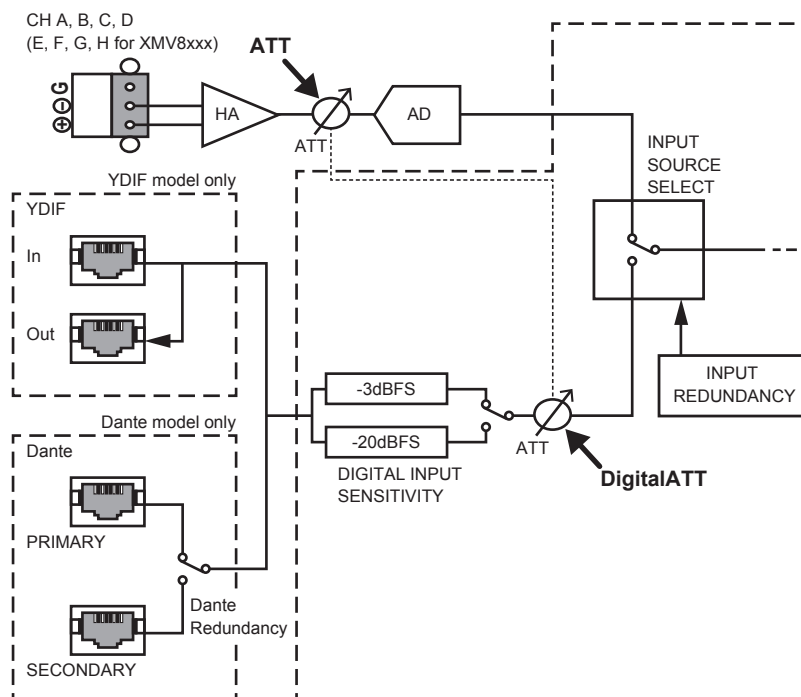 CH A, B, C, D
(E, F, G, H for XMV8xxx)
ATT
G
HA
AD
ATT
INPUT
SOURCE
SELECT
YDIF model only
YDIF
In
Out
INPUT
REDUNDANCY
-3dBFS
-20dBFS
ATT
DIGITAL INPUT
SENSITIVITY
DigitalATT
Dante model only
Dante
PRIMARY
Dante
Redundancy
SECONDARY